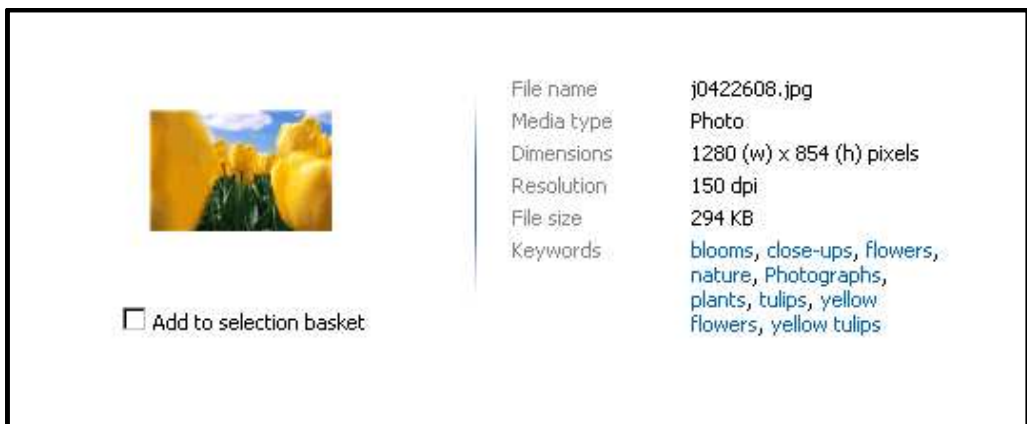 File name j0422608.jpg
Media type Photo
Dimensions 1280 (w) x 854 (h) pixels
Resolution 150 dpi
File size 294 KB
Keywords blooms, close-ups, flowers,
nature, Photographs,
plants, tulips, yellow
flowers, yellow tulips
Add to selection basket